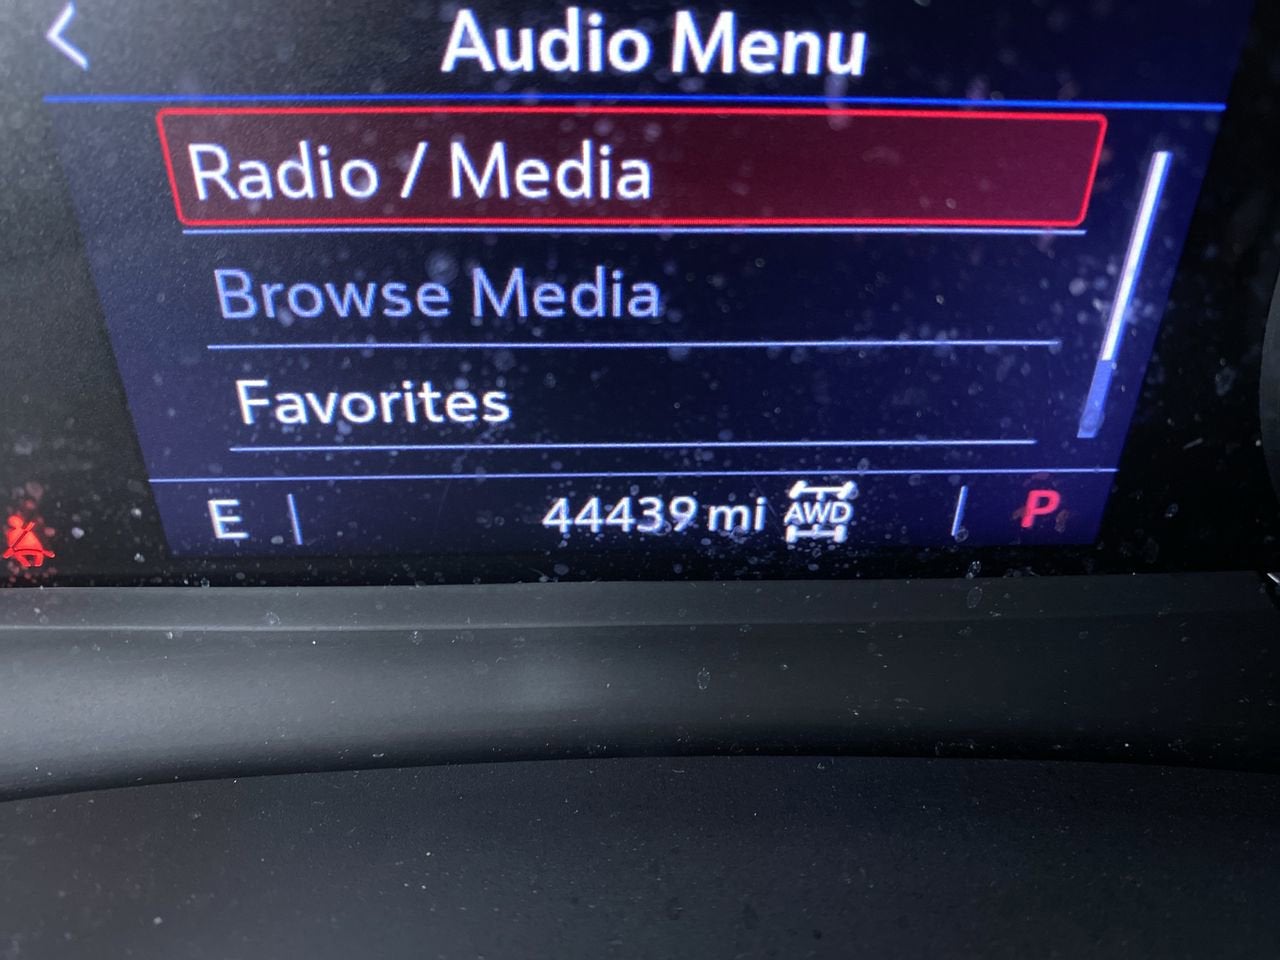 Audio Menu
Radio / Media
Browse Media
Favorites
E 44439 mi AWD P